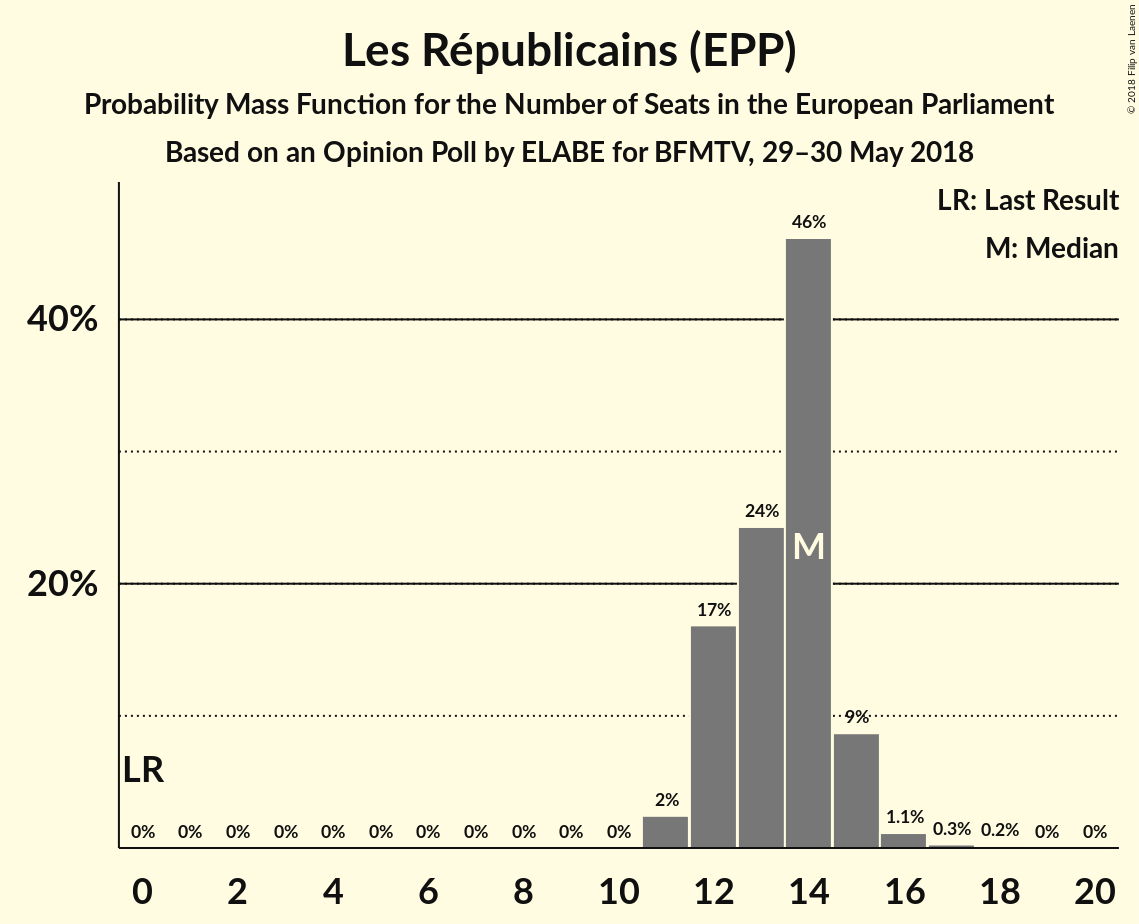 Les Républicains (EPP)
Probability Mass Function for the Number of Seats in the European Parliament
Based on an Opinion Poll by ELABE for BFMTV, 29–30 May 2018
© 2018 Filip van Laenen
LR: Last Result
M: Median
46%
40%
24%
M
20%
17%
9%
LR
2%
1.1%
0% 0% 0% 0% 0% 0% 0% 0% 0% 0% 0% 0.3% 0.2% 0% 0%
0 2 4 6 8 10 12 14 16 18 20